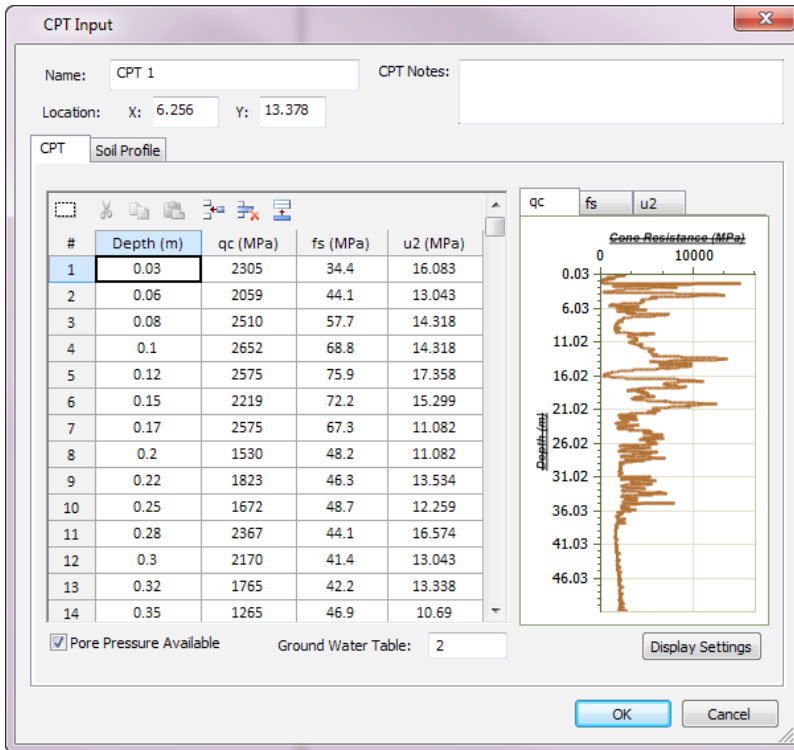 CPT Input
Name: CPT 1 CPT Notes:
Location: X: 6.256 Y: 13.378
CPT Soil Profile
# Depth (m) qc (MPa) fs (MPa) u2 (MPa)
1 0.03 2305 34.4 16.083
2 0.06 2059 44.1 13.043
3 0.08 2510 57.7 14.318
4 0.1 2652 68.8 14.318
5 0.12 2575 75.9 17.358
6 0.15 2219 72.2 15.299
7 0.17 2575 67.3 11.082
8 0.2 1530 48.2 11.082
9 0.22 1823 46.3 13.534
10 0.25 1672 48.7 12.259
11 0.28 2367 44.1 16.574
12 0.3 2170 41.4 13.043
13 0.32 1765 42.2 13.338
14 0.35 1265 46.9 10.69
qc fs u2
Cone Resistance (MPa)
0 10000
0.03
6.03
11.02
16.02
21.02
26.02
31.02
36.03
41.03
46.03
Depth (m)
Pore Pressure Available Ground Water Table: 2
Display Settings
OK Cancel